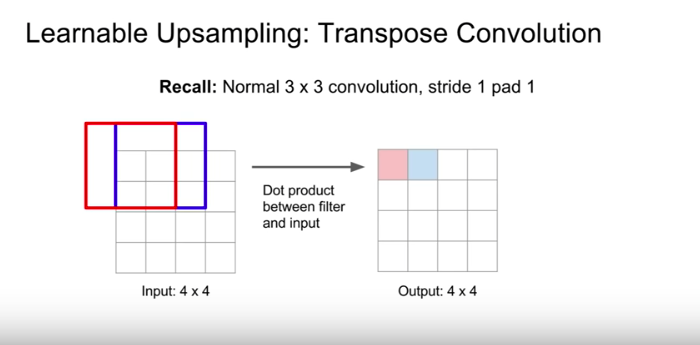 Learnable Upsampling: Transpose Convolution
Recall: Normal 3 x 3 convolution, stride 1 pad 1
Dot product
between filter
and input
Input: 4 x 4
Output: 4 x 4